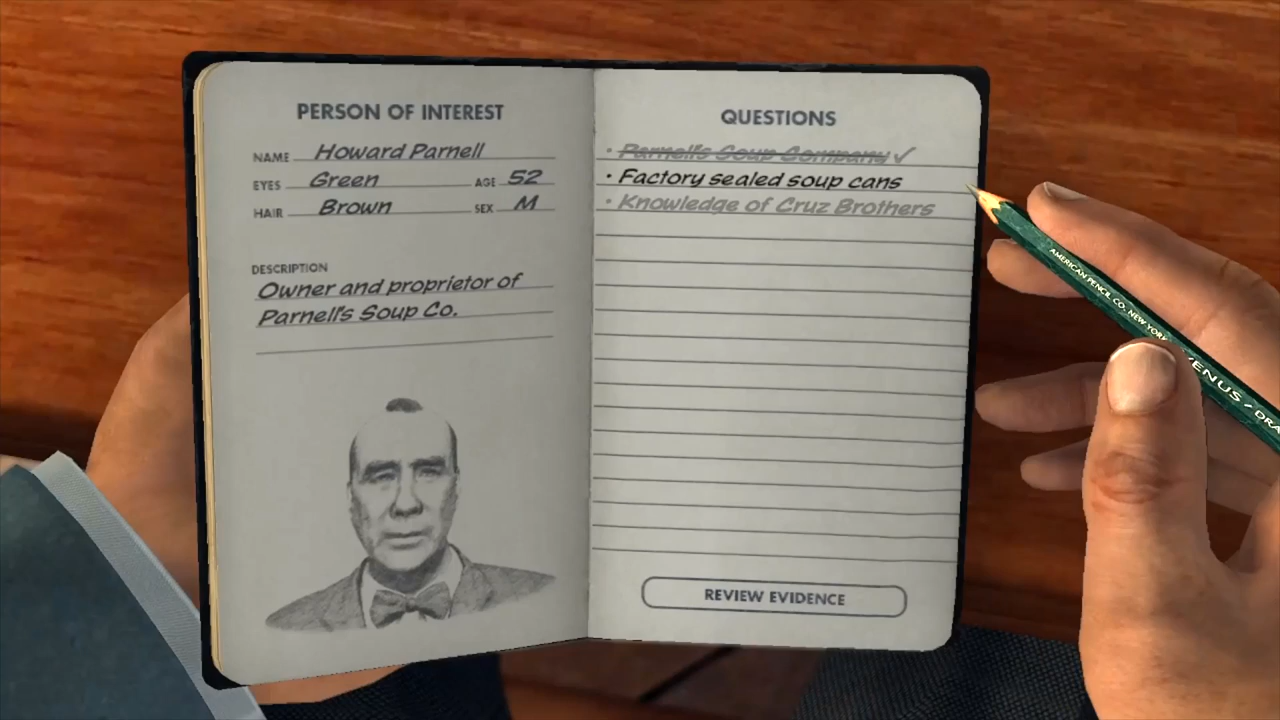 PERSON OF INTEREST
NAME Howard Parnell
EYES Green AGE 52
HAIR Brown SEX M
DESCRIPTION
Owner and proprietor of
Parnell's Soup Co.
QUESTIONS
· Parnell's Soup Company ✓
· Factory sealed soup cans
· Knowledge of Cruz Brothers
REVIEW EVIDENCE
AMERICAN PENCIL CO. NEW YORK
VENUS / DRA